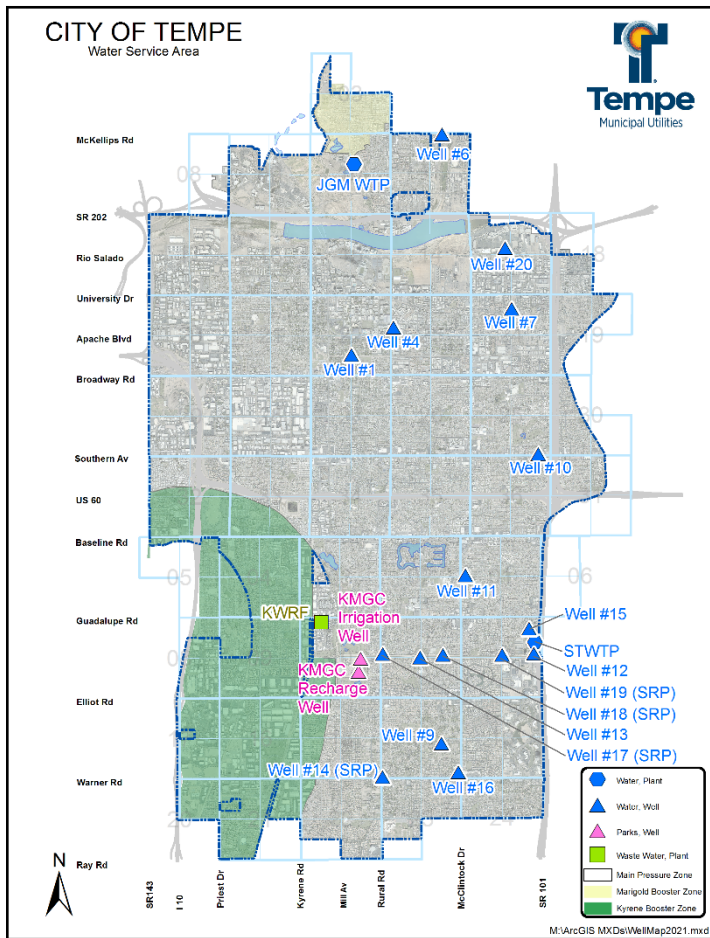 CITY OF TEMPE
Water Service Area
Tempe
Municipal Utilities
McKellips Rd
SR 202
Rio Salado
University Dr
Apache Blvd
Broadway Rd
Southern Av
US 60
Baseline Rd
Guadalupe Rd
Elliot Rd
Warner Rd
Ray Rd
03
08
18
05
06
Well #6
JGM WTP
Well #20
Well #7
Well #4
Well #1
Well #10
Well #11
KWRF
KMGC
Irrigation
Well
KMGC
Recharge
Well
Well #15
STWTP
Well #12
Well #19 (SRP)
Well #18 (SRP)
Well #13
Well #17 (SRP)
Well #9
Well #14 (SRP)
Well #16
N
SR143
I 10
Priest Dr
Kyrene Rd
Mill Av
Rural Rd
McClintock Dr
SR 101
Water, Plant
Water, Well
Parks, Well
Waste Water, Plant
Main Pressure Zone
Marigold Booster Zone
Kyrene Booster Zone
M:\ArcGIS MXDs\WellMap2021.mxd